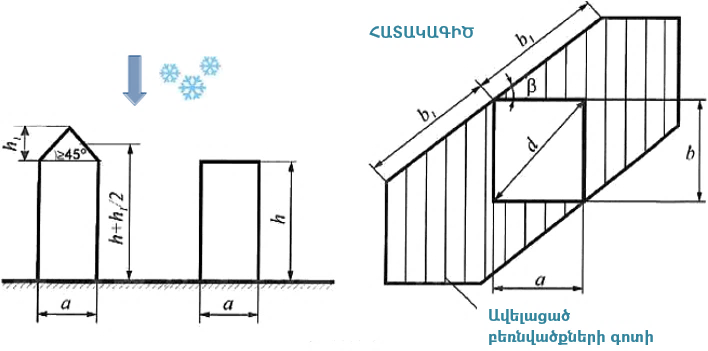 ՀԱՏԱԿԱԳԻԾ
b₁
β
b₁
h₁
≥45°
h+h₁/2
h
d
b
a
a
a
Ավելացած
բեռնվածքների գոտի